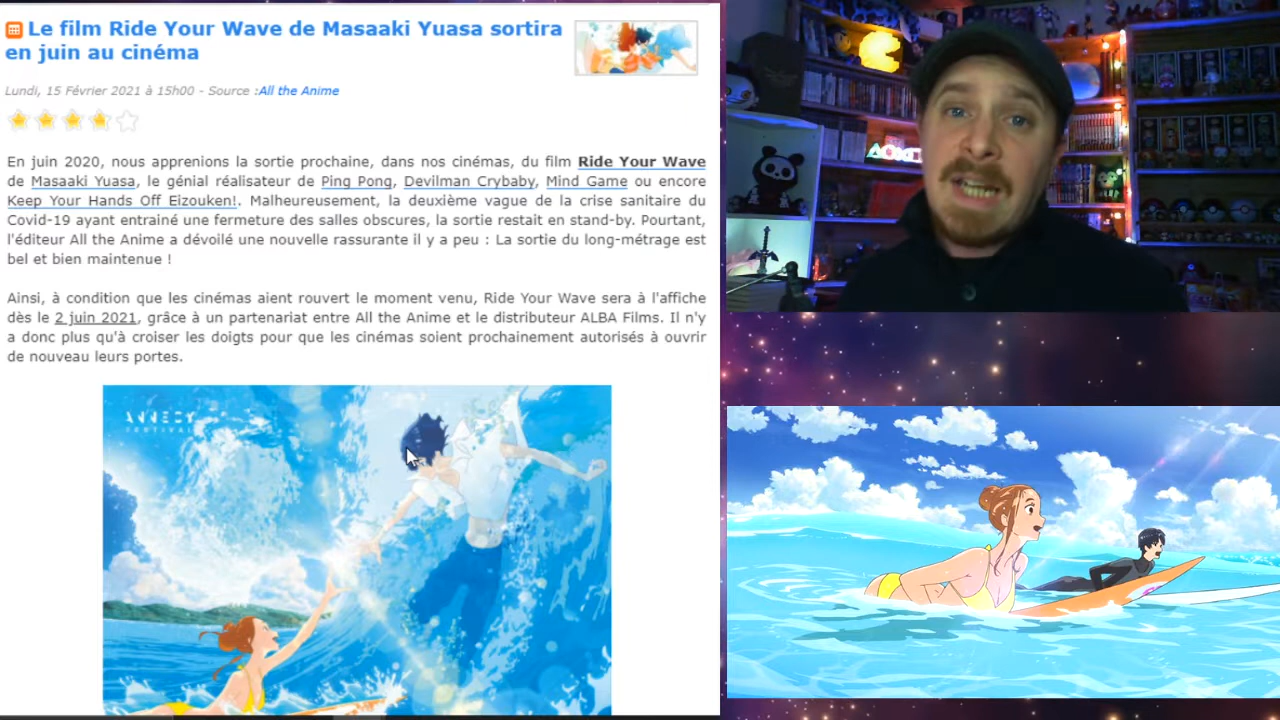 Le film Ride Your Wave de Masaaki Yuasa sortira
en juin au cinéma
Lundi, 15 Février 2021 à 15h00 - Source :All the Anime
En juin 2020, nous apprenions la sortie prochaine, dans nos cinémas, du film Ride Your Wave
de Masaaki Yuasa, le génial réalisateur de Ping Pong, Devilman Crybaby, Mind Game ou encore
Keep Your Hands Off Eizouken!. Malheureusement, la deuxième vague de la crise sanitaire du
Covid-19 ayant entrainé une fermeture des salles obscures, la sortie restait en stand-by. Pourtant,
l'éditeur All the Anime a dévoilé une nouvelle rassurante il y a peu : La sortie du long-métrage est
bel et bien maintenue !
Ainsi, à condition que les cinémas aient rouvert le moment venu, Ride Your Wave sera à l'affiche
dès le 2 juin 2021, grâce à un partenariat entre All the Anime et le distributeur ALBA Films. Il n'y
a donc plus qu'à croiser les doigts pour que les cinémas soient prochainement autorisés à ouvrir
de nouveau leurs portes.
ANNECY
FESTIVAL